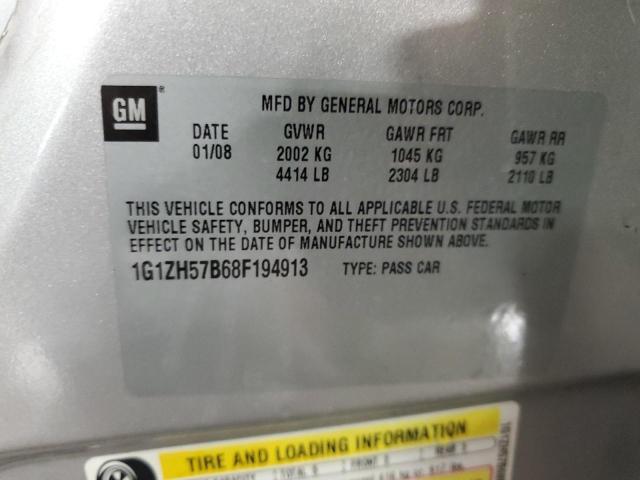 GM ® MFD BY GENERAL MOTORS CORP.
DATE GVWR GAWR FRT GAWR RR
01/08 2002 KG 1045 KG 957 KG
4414 LB 2304 LB 2110 LB
THIS VEHICLE CONFORMS TO ALL APPLICABLE U.S. FEDERAL MOTOR
VEHICLE SAFETY, BUMPER, AND THEFT PREVENTION STANDARDS IN
EFFECT ON THE DATE OF MANUFACTURE SHOWN ABOVE.
1G1ZH57B68F194913 TYPE: PASS CAR
TIRE AND LOADING INFORMATION